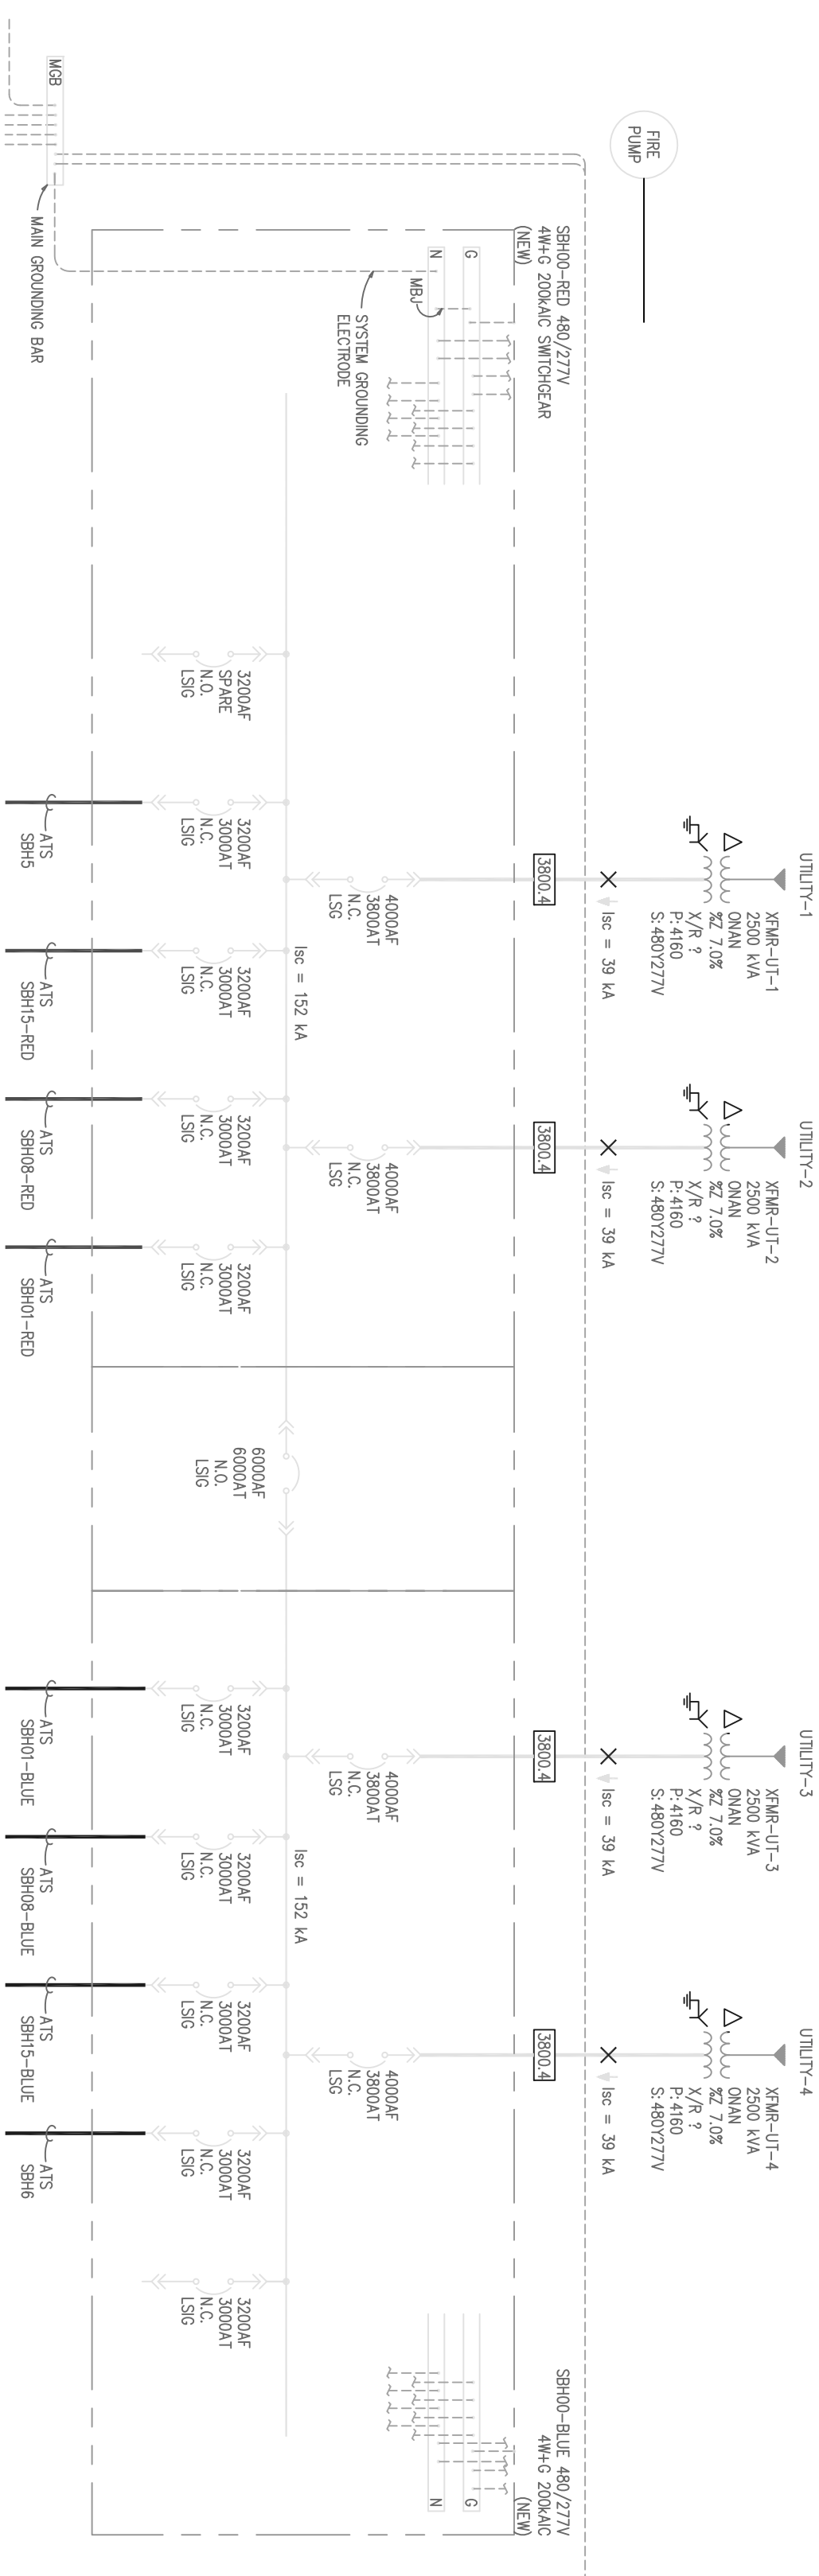 UTILITY-1
XFMR-UT-1
2500 kVA
ONAN
%Z 7.0%
X/R ?
P:4160
S:480Y277V
Isc = 39 kA
3800.4
4000AF
3800AT
N.C.
LSG
UTILITY-2
XFMR-UT-2
2500 kVA
ONAN
%Z 7.0%
X/R ?
P:4160
S:480Y277V
Isc = 39 kA
3800.4
4000AF
3800AT
N.C.
LSG
UTILITY-3
XFMR-UT-3
2500 kVA
ONAN
%Z 7.0%
X/R ?
P:4160
S:480Y277V
Isc = 39 kA
3800.4
4000AF
3800AT
N.C.
LSG
UTILITY-4
XFMR-UT-4
2500 kVA
ONAN
%Z 7.0%
X/R ?
P:4160
S:480Y277V
Isc = 39 kA
3800.4
4000AF
3800AT
N.C.
LSG
FIRE
PUMP
SBH00-RED 480/277V
4W+G 200kAIC SWITCHGEAR
(NEW)
G
N
MBJ
SYSTEM GROUNDING
ELECTRODE
MGB
MAIN GROUNDING BAR
SBH00-BLUE 480/277V
4W+G 200kAIC
(NEW)
G
N
Isc = 152 kA
Isc = 152 kA
3200AF
SPARE
N.O.
LSIG
3200AF
3000AT
N.C.
LSIG
ATS
SBH5
3200AF
3000AT
N.C.
LSIG
ATS
SBH15-RED
3200AF
3000AT
N.C.
LSIG
ATS
SBH08-RED
3200AF
3000AT
N.C.
LSIG
ATS
SBH01-RED
6000AF
6000AT
N.O.
LSIG
3200AF
3000AT
N.C.
LSIG
ATS
SBH01-BLUE
3200AF
3000AT
N.C.
LSIG
ATS
SBH08-BLUE
3200AF
3000AT
N.C.
LSIG
ATS
SBH15-BLUE
3200AF
3000AT
N.C.
LSIG
ATS
SBH6
3200AF
3000AT
N.C.
LSIG